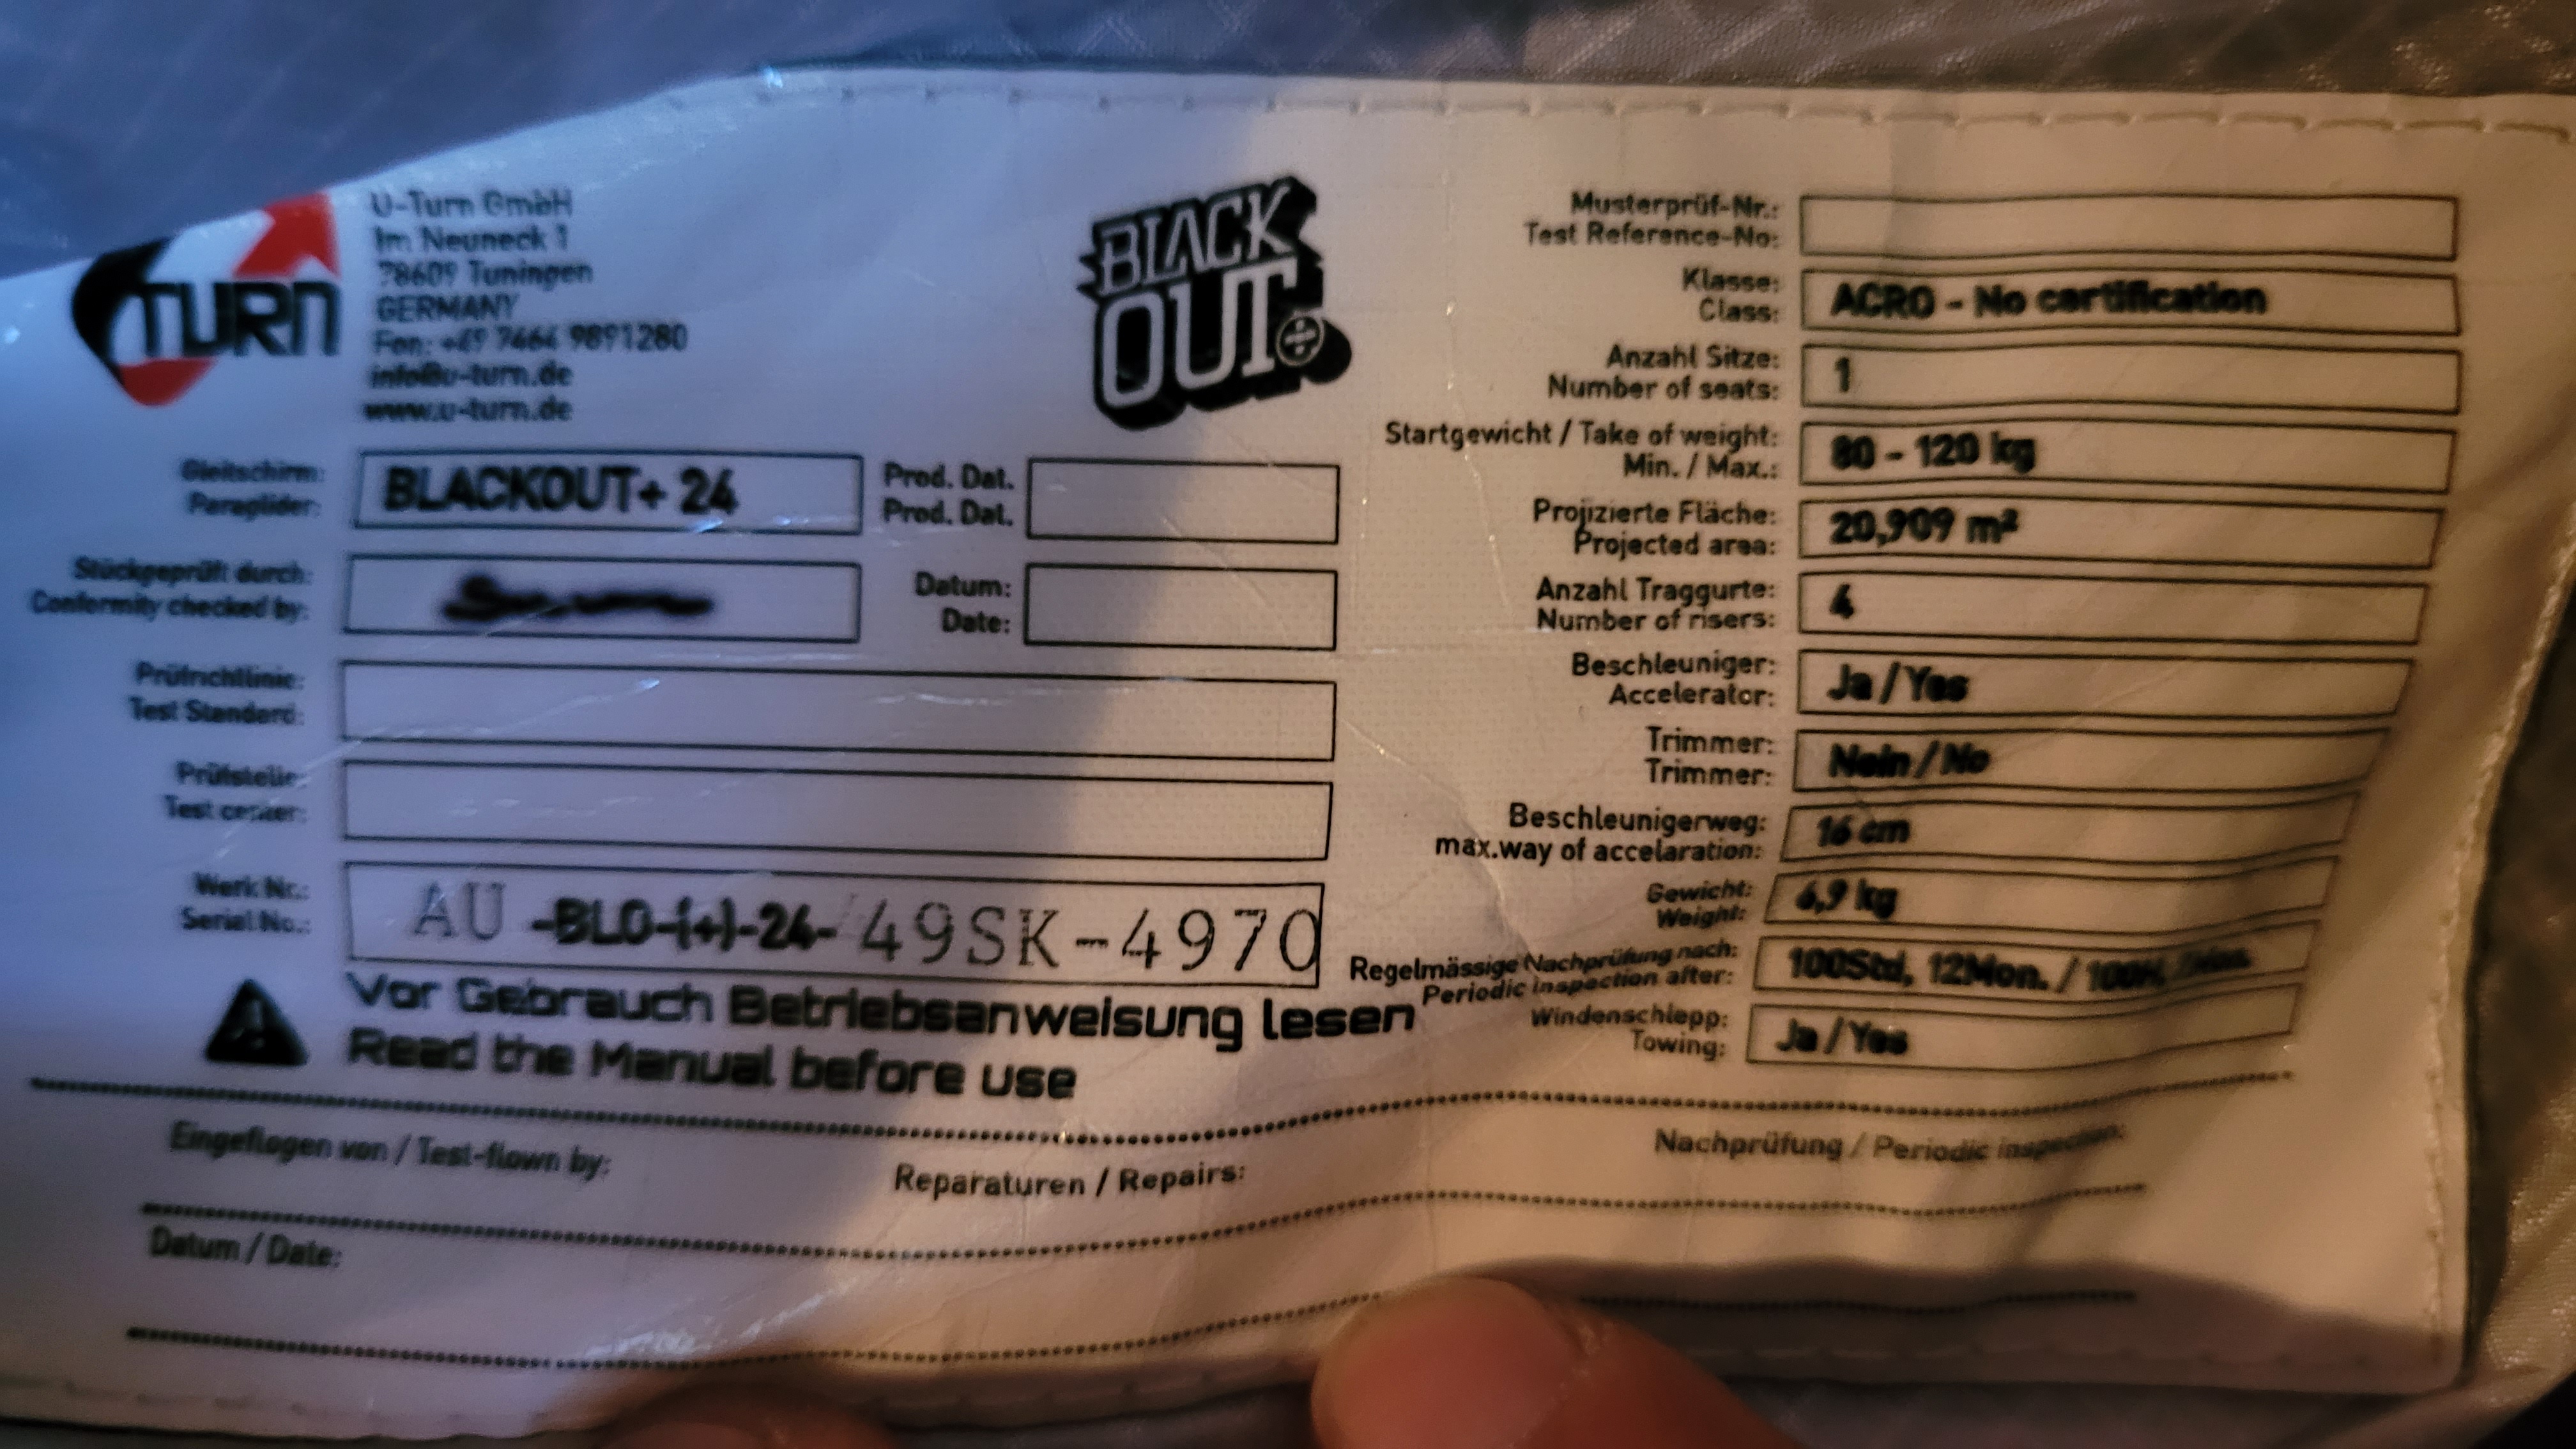 TURN
U-Turn GmbH
Im Neuneck 1
78609 Tuningen
GERMANY
Fon: +49 7464 9891280
info@u-turn.de
www.u-turn.de
BLACK
OUT+
Gleitschirm:
Paraglider:
BLACKOUT+ 24
Prod. Dat.
Prod. Dat.
Stückgeprüft durch:
Conformity checked by:
Datum:
Date:
Prüfrichtlinie:
Test Standard:
Prüfstelle:
Test center:
Werk Nr.:
Serial No.:
AU -BLO-(+)-24- 49SK-4970
Vor Gebrauch Betriebsanweisung lesen
Read the Manual before use
Musterprüf-Nr.:
Test Reference-No:
Klasse:
Class:
ACRO - No certification
Anzahl Sitze:
Number of seats:
1
Startgewicht / Take of weight:
Min. / Max.:
80 - 120 kg
Projizierte Fläche:
Projected area:
20,909 m²
Anzahl Traggurte:
Number of risers:
4
Beschleuniger:
Accelerator:
Ja / Yes
Trimmer:
Trimmer:
Nein / No
Beschleunigerweg:
max.way of accelaration:
16 cm
Gewicht:
Weight:
6,9 kg
Regelmässige Nachprüfung nach:
Periodic inspection after:
100Std, 12Mon. / 100H,
Windenschlepp:
Towing:
Ja / Yes
Eingeflogen von / Test-flown by:
Reparaturen / Repairs:
Nachprüfung / Periodic inspection:
Datum / Date: